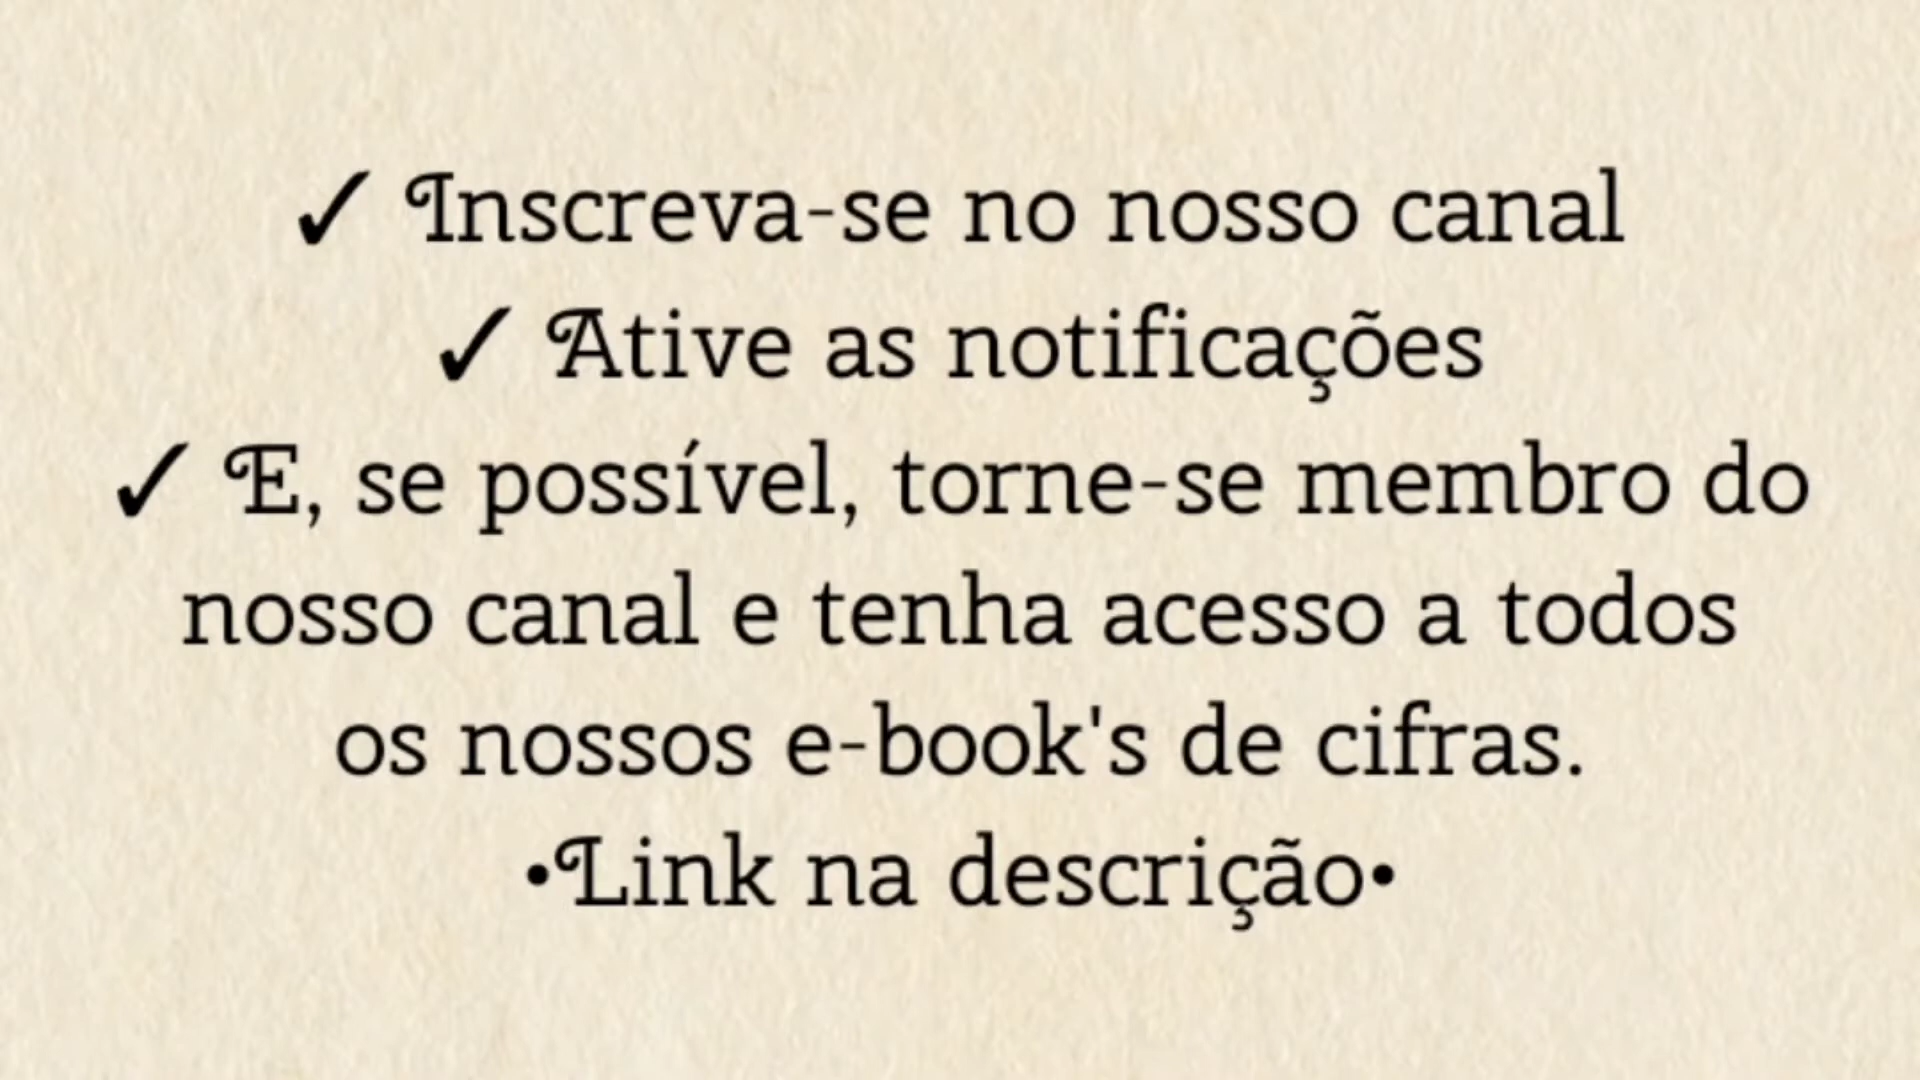 ✓ Inscreva-se no nosso canal
✓ Ative as notificações
✓ E, se possível, torne-se membro do
nosso canal e tenha acesso a todos
os nossos e-book's de cifras.
•Link na descrição•